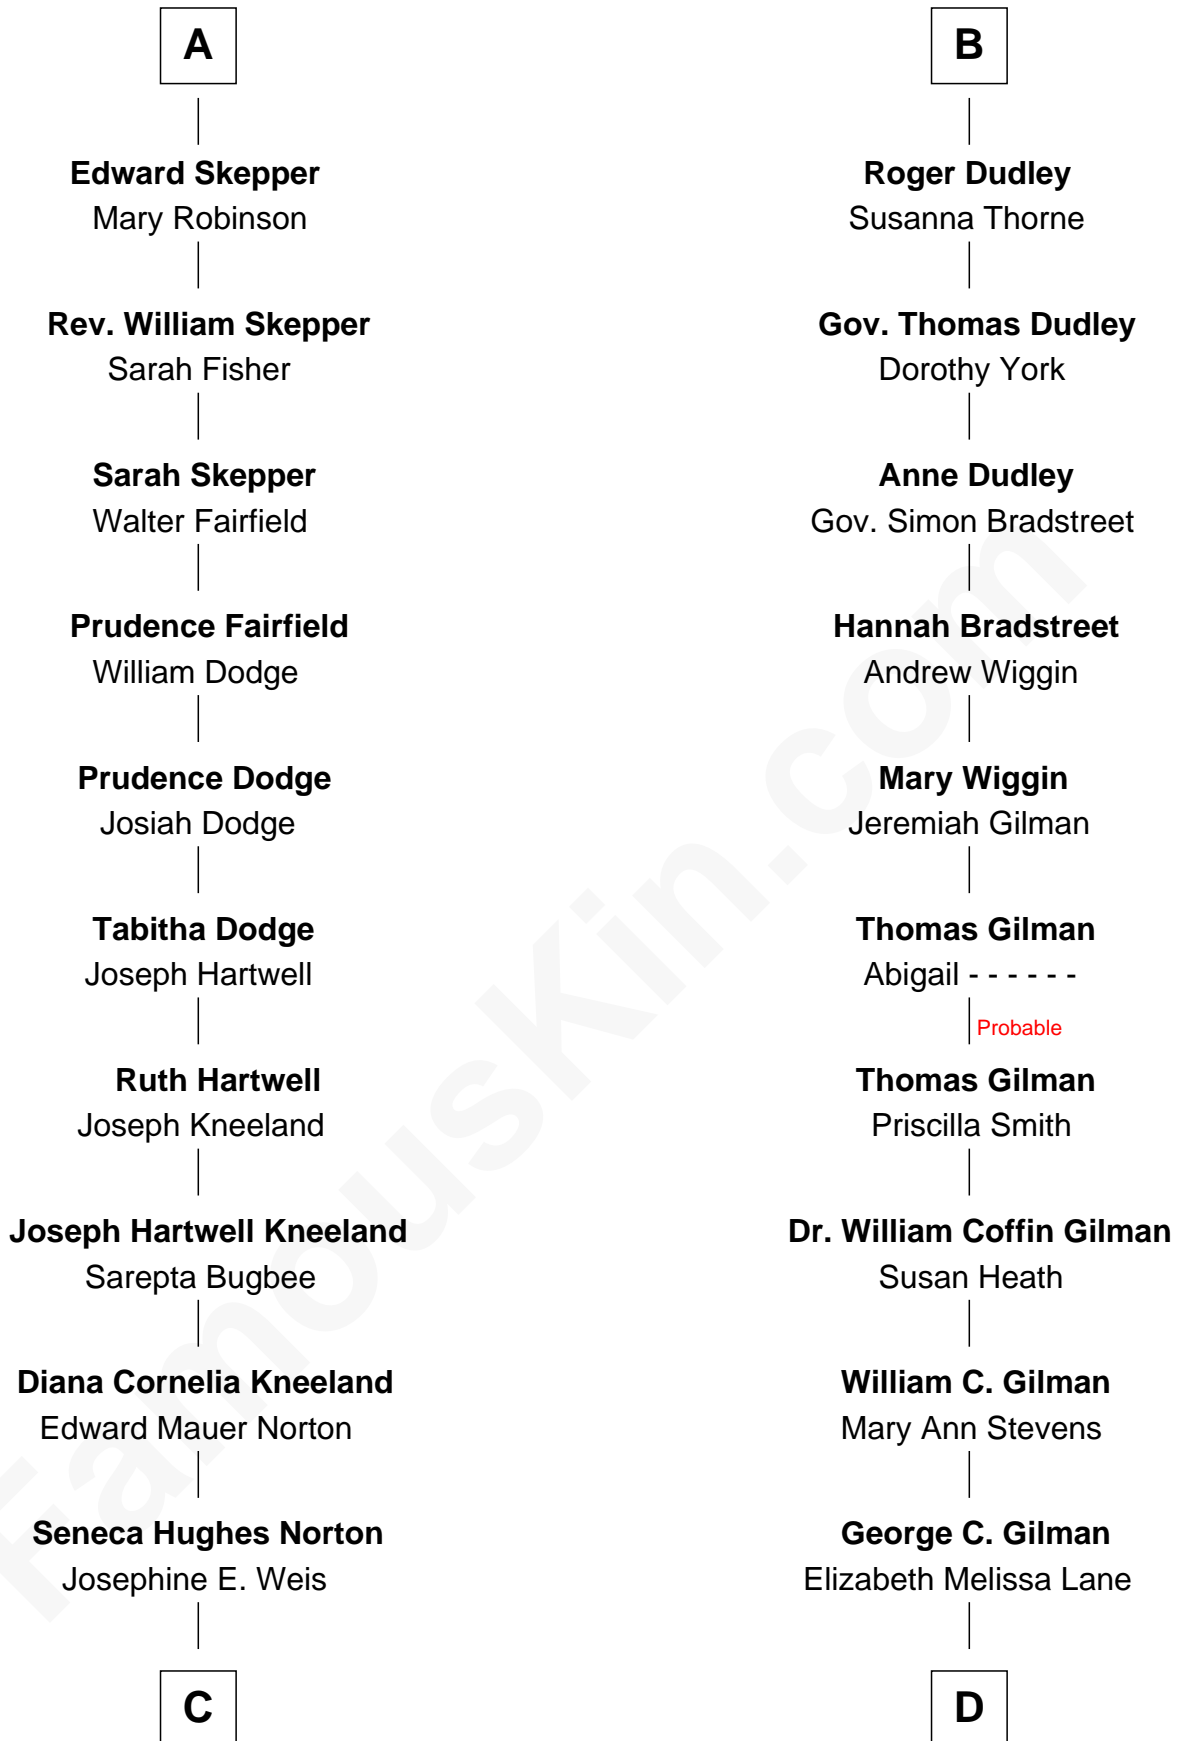 A
Edward Skepper
Mary Robinson
Rev. William Skepper
Sarah Fisher
Sarah Skepper
Walter Fairfield
Prudence Fairfield
William Dodge
Prudence Dodge
Josiah Dodge
Tabitha Dodge
Joseph Hartwell
Ruth Hartwell
Joseph Kneeland
Joseph Hartwell Kneeland
Sarepta Bugbee
Diana Cornelia Kneeland
Edward Mauer Norton
Seneca Hughes Norton
Josephine E. Weis
C
B
Roger Dudley
Susanna Thorne
Gov. Thomas Dudley
Dorothy York
Anne Dudley
Gov. Simon Bradstreet
Hannah Bradstreet
Andrew Wiggin
Mary Wiggin
Jeremiah Gilman
Thomas Gilman
Abigail - - - - - -
Probable
Thomas Gilman
Priscilla Smith
Dr. William Coffin Gilman
Susan Heath
William C. Gilman
Mary Ann Stevens
George C. Gilman
Elizabeth Melissa Lane
D
FamousKin.com